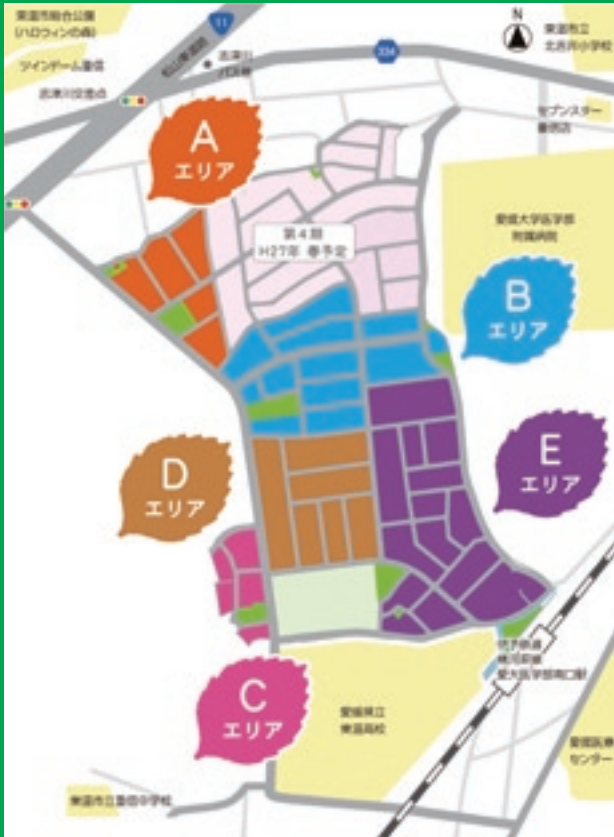 東温市総合公園
(ハロウィンの森)
ツインドーム重信
志津川交差点
11
松山東道路
志津川
バス停
334
N
東温市立
北吉井小学校
セブンスター
重信店
A
エリア
第4期
H27年 春予定
愛媛大学医学部
附属病院
B
エリア
D
エリア
E
エリア
C
エリア
伊予鉄道
横河原線
愛大医学部南口駅
愛媛県立
東温高校
愛媛医療
センター
東温市立重信中学校